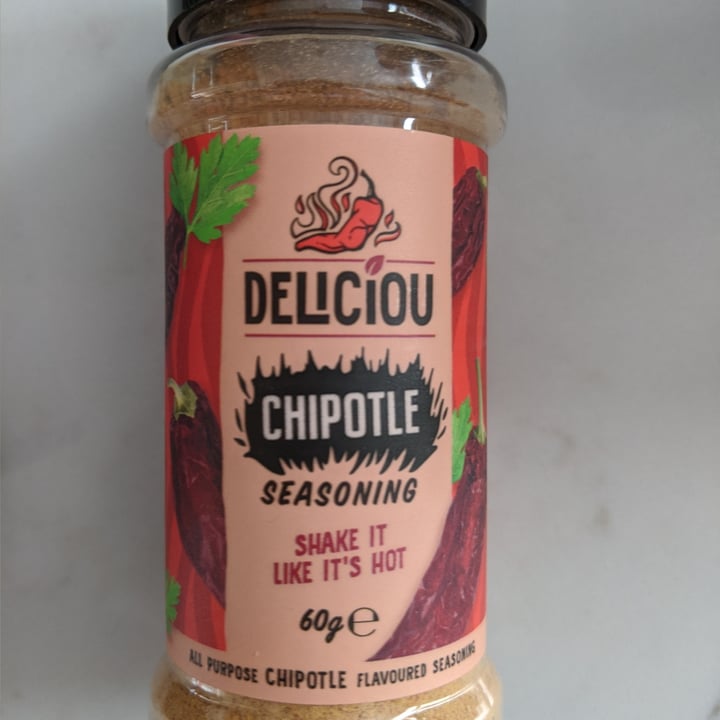 DELICIOU
CHIPOTLE
SEASONING
SHAKE IT
LIKE IT'S HOT
60g ℮
ALL PURPOSE CHIPOTLE FLAVOURED SEASONING